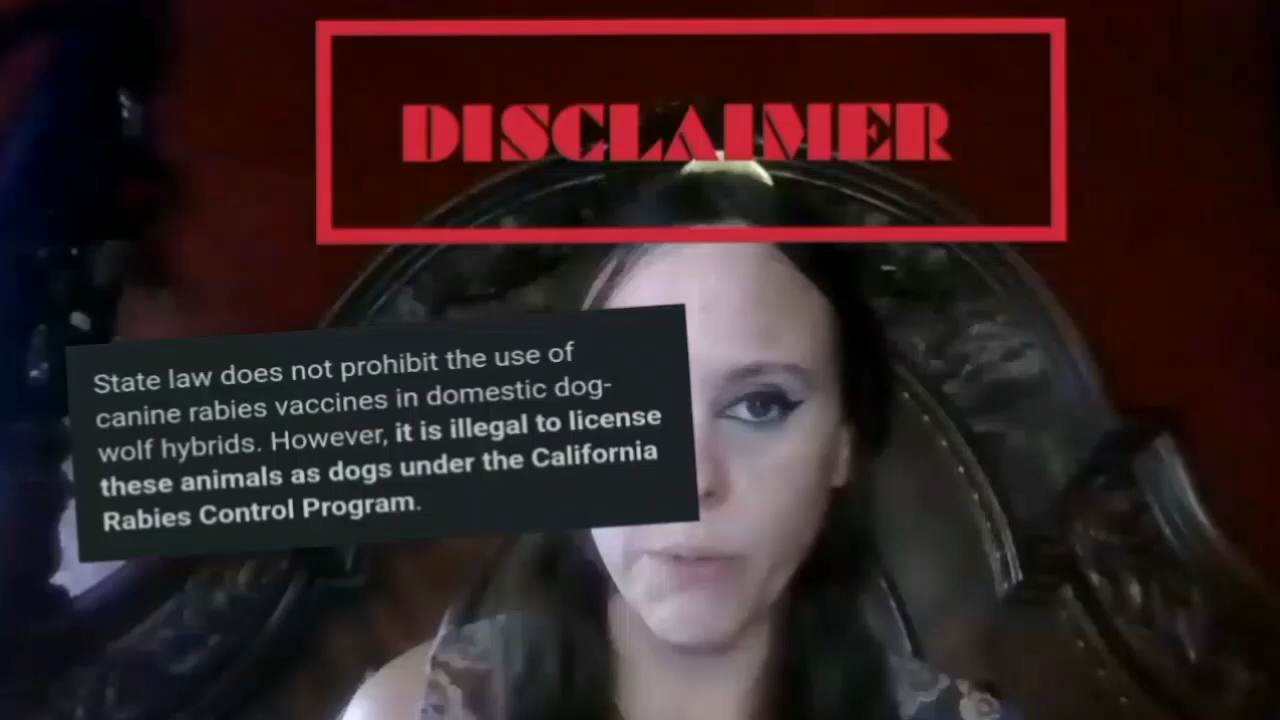 DISCLAIMER
State law does not prohibit the use of
canine rabies vaccines in domestic dog-
wolf hybrids. However, it is illegal to license
these animals as dogs under the California
Rabies Control Program.